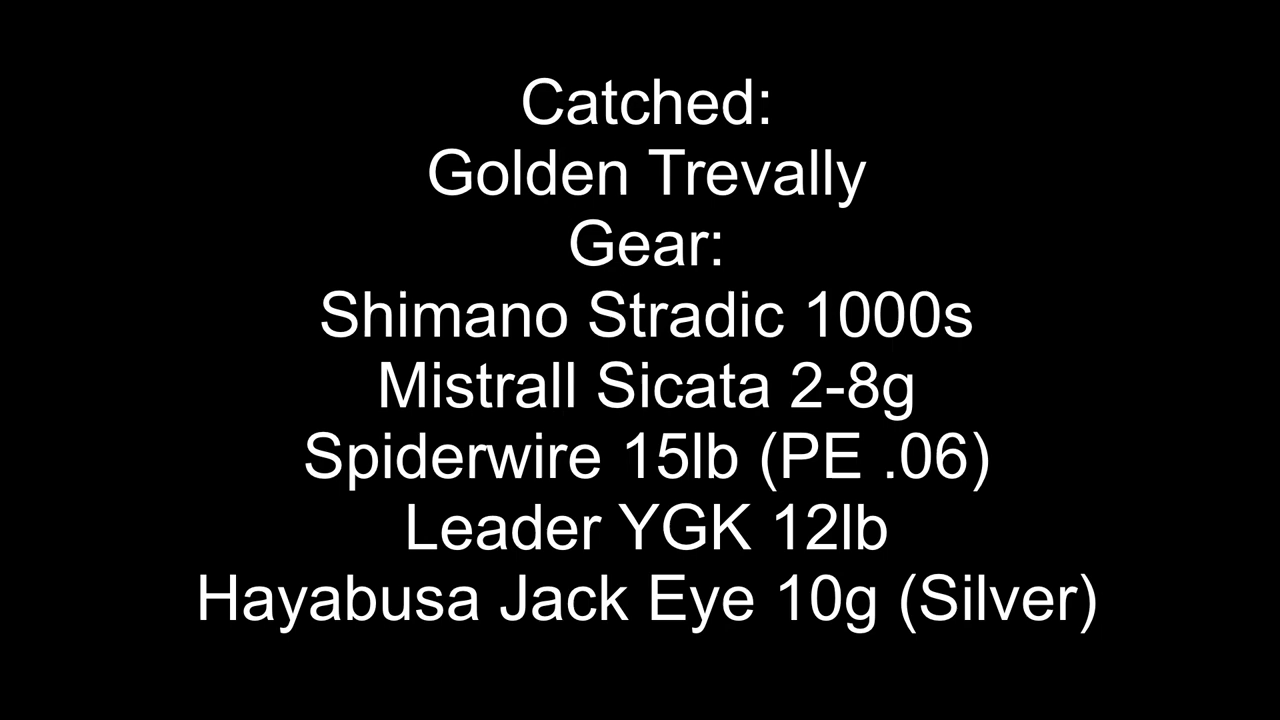 Catched:
Golden Trevally
Gear:
Shimano Stradic 1000s
Mistrall Sicata 2-8g
Spiderwire 15lb (PE .06)
Leader YGK 12lb
Hayabusa Jack Eye 10g (Silver)